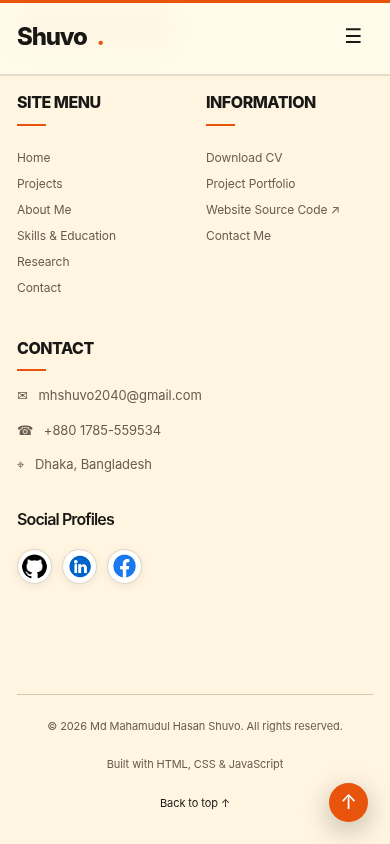 Shuvo .
☰
SITE MENU
Home
Projects
About Me
Skills & Education
Research
Contact
INFORMATION
Download CV
Project Portfolio
Website Source Code ↗
Contact Me
CONTACT
✉ mhshuvo2040@gmail.com
☎ +880 1785-559534
⌖ Dhaka, Bangladesh
Social Profiles
in
f
© 2026 Md Mahamudul Hasan Shuvo. All rights reserved.
Built with HTML, CSS & JavaScript
Back to top ↑
↑